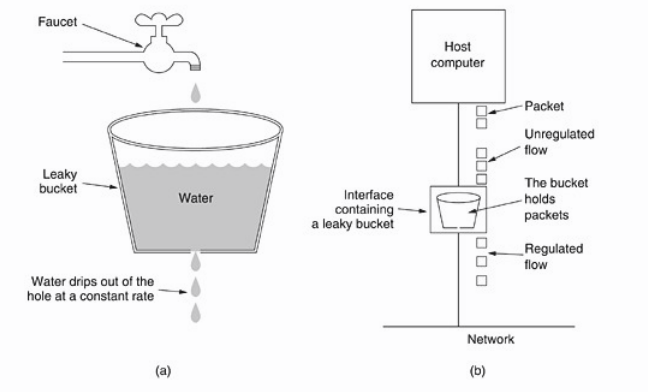 Faucet
Leaky
bucket
Water
Water drips out of the
hole at a constant rate
(a)
Host
computer
Packet
Unregulated
flow
Interface
containing
a leaky bucket
The bucket
holds
packets
Regulated
flow
Network
(b)